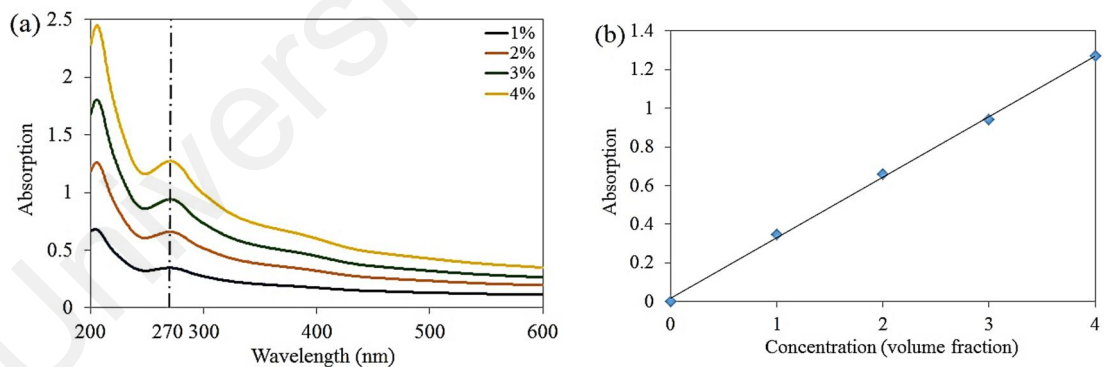 (a)
2.5
2
1.5
1
0.5
0
Absorption
200 270 300 400 500 600
Wavelength (nm)
1%
2%
3%
4%
(b)
1.4
1.2
1
0.8
0.6
0.4
0.2
0
Absorption
0 1 2 3 4
Concentration (volume fraction)
Universi